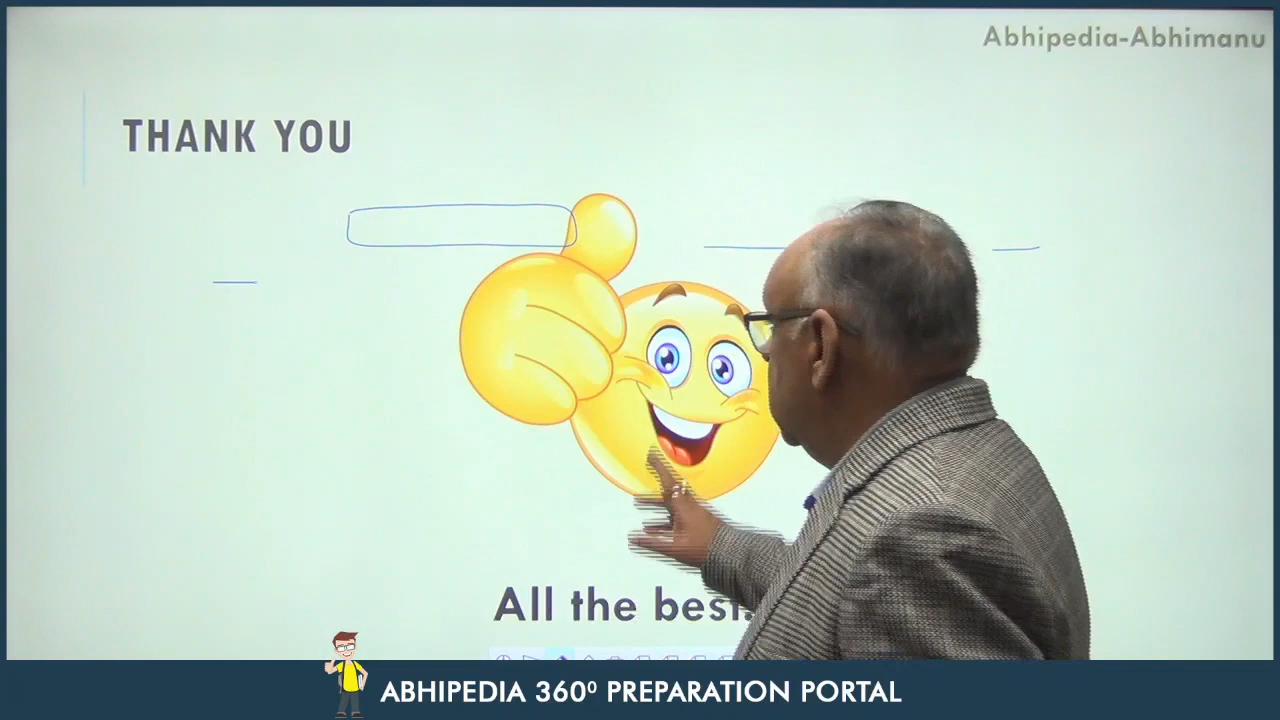 Abhipedia-Abhimanu
THANK YOU
All the best.
ABHIPEDIA 360⁰ PREPARATION PORTAL